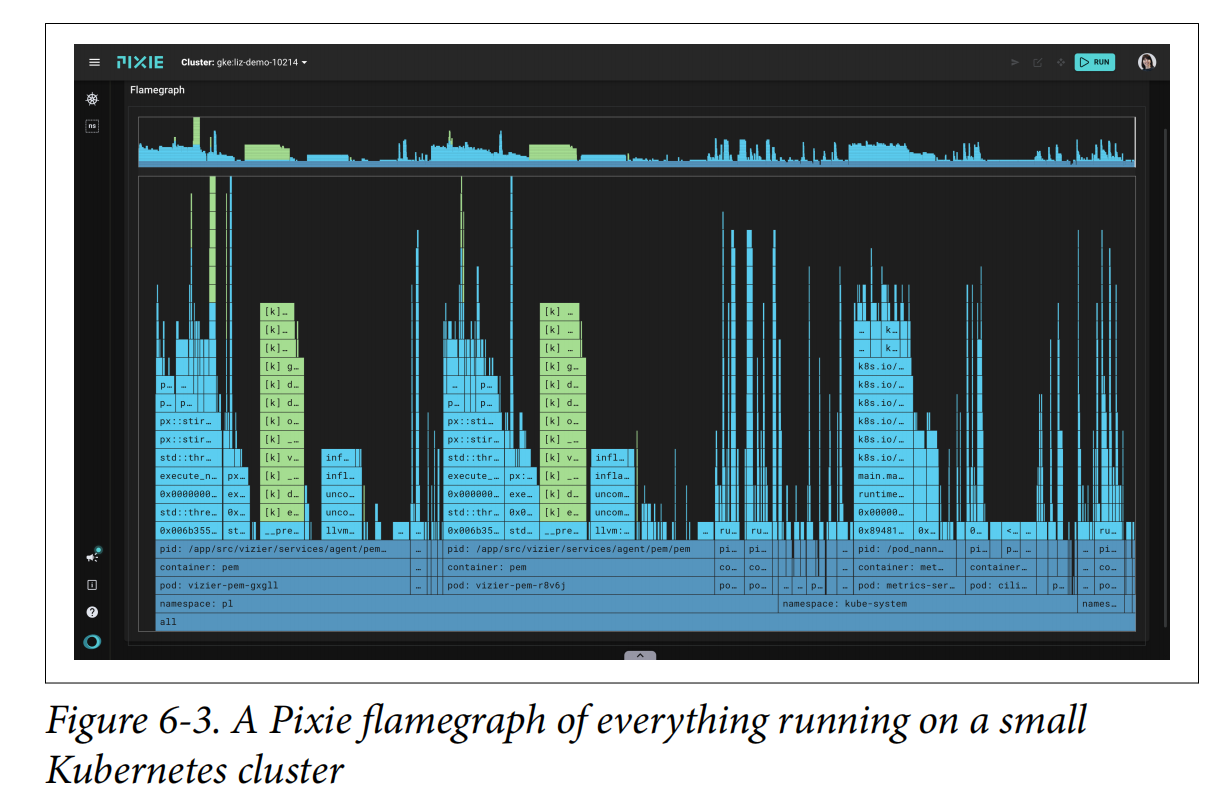 PIXIE Cluster: gke:liz-demo-10214 RUN
Flamegraph
ns
[k]… [k] …
[k]… [k] … … k…
[k]… [k] … … k…
[k] g… [k] g… k8s.io/…
p… … [k] d… … p… [k] d… k8s.io/…
p… p… [k] d… p… p… [k] d… k8s.io/…
px::stir… [k] o… px::sti… [k] o… k8s.io/…
px::stir… [k] __… px::stir… [k] __… k8s.io/…
std::thr… [k] v… inf… std::thr… [k] v… infl… k8s.io/…
execute_n… px… [k] _… infl… execute_… px:… [k] _… infla… main.ma…
0x0000000… ex… [k] d… unco… 0x000000… exe… [k] d… uncom… runtime…
std::thre… 0x… [k] e… unco… std::thre… 0x0… [k] e… uncom… 0x00000…
0x006b355… st… __pre… llvm… … … 0x006b35… std… __pre… llvm:… … ru… ru… … 0x89481… 0x… 0… <… … … ru…
pid: /app/src/vizier/services/agent/pem… … pid: /app/src/vizier/services/agent/pem/pem pi… pi… … pid: /pod_nann… pi… p… … … pi…
container: pem … container: pem co… co… … container: met… container… … co…
pod: vizier-pem-gxgll … pod: vizier-pem-r8v6j po… po… … … p… … pod: metrics-ser… pod: cili… … … po…
namespace: pl namespace: kube-system names…
all
Figure 6-3. A Pixie flamegraph of everything running on a small
Kubernetes cluster